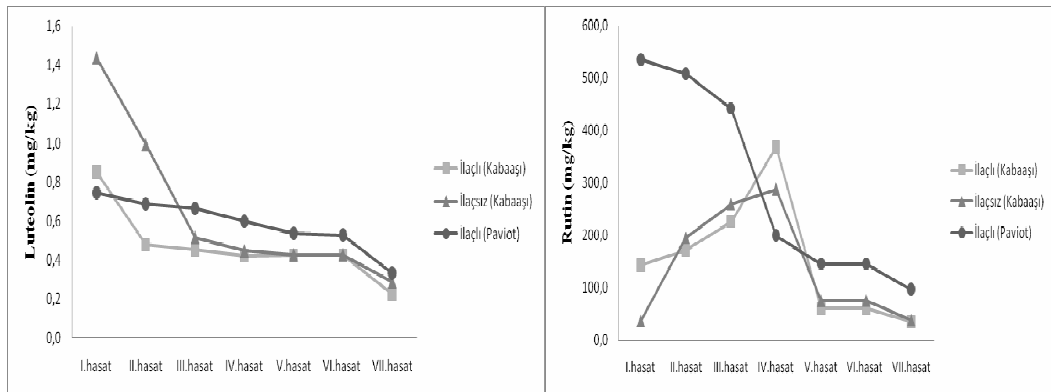 1,6
1,4
1,2
1,0
0,8
0,6
0,4
0,2
0,0
Luteolin (mg/kg)
I.hasat II.hasat III.hasat IV.hasat V.hasat VI.hasat VII.hasat
İlaçlı (Kabaaşı)
İlaçsız (Kabaaşı)
İlaçlı (Paviot)
600,0
500,0
400,0
300,0
200,0
100,0
0,0
Rutin (mg/kg)
I.hasat II.hasat III.hasat IV.hasat V.hasat VI.hasat VII.hasat
İlaçlı (Kabaaşı)
İlaçsız (Kabaaşı)
İlaçlı (Paviot)